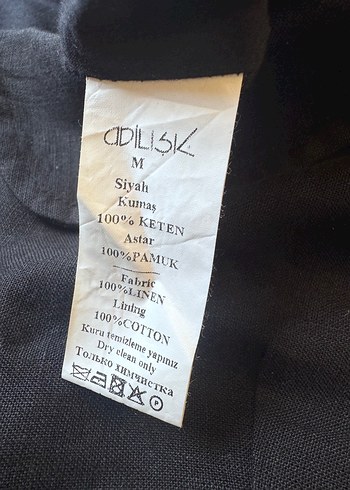 ADILIŞIK
M
Siyah
Kumaş
100% KETEN
Astar
100%PAMUK
Fabric
100%LINEN
Lining
100%COTTON
Kuru temizleme yapınız
Dry clean only
Только химчистка
P